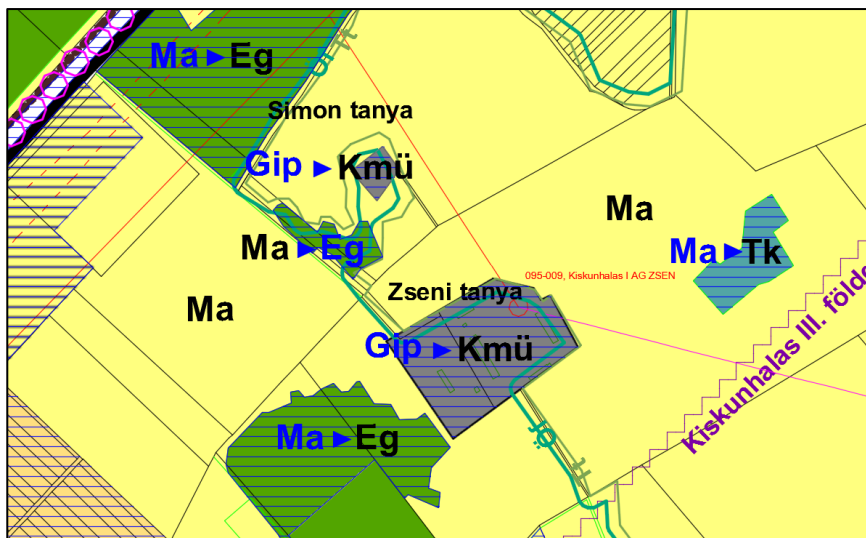 Ma ► Eg
Simon tanya
Gip ► Kmü
Ma
Ma ► Eg
Ma ► Tk
095-009, Kiskunhalas I AG ZSEN
Zseni tanya
Ma
Gip ► Kmü
Kiskunhalas III. földg
Ma ► Eg